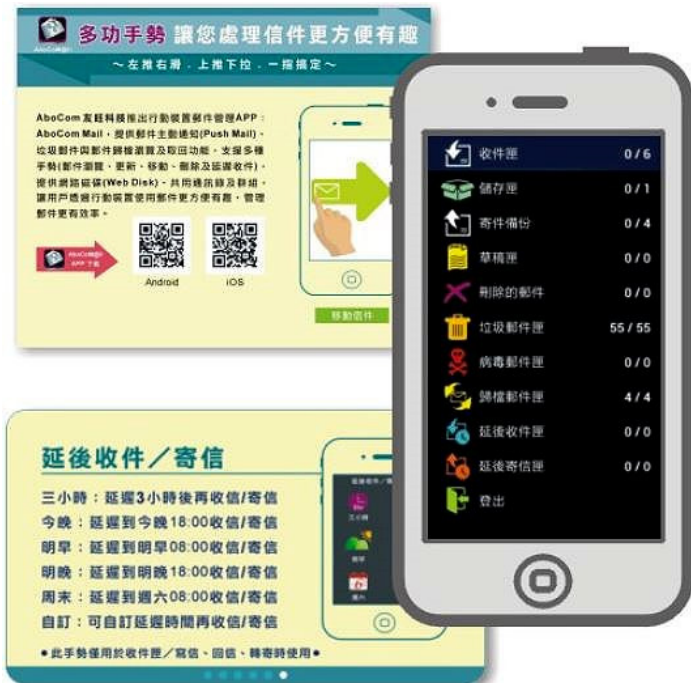 多功手勢 讓您處理信件更方便有趣
～左推右滑．上推下拉．一指搞定～
AboCom 友旺科技推出行動裝置郵件管理APP：
AboCom Mail，提供郵件主動通知(Push Mail)、
垃圾郵件與郵件歸檔瀏覽及取回功能，支援多種
手勢(郵件瀏覽、更新、移動、刪除及延遲收件)，
提供網路磁碟(Web Disk)、共用通訊錄及群組，
讓用戶透過行動裝置使用郵件更方便有趣，管理
郵件更有效率。
APP 下載
Android
iOS
移動信件
收件匣 0/6
儲存匣 0/1
寄件備份 0/4
草稿匣 0/0
刪除的郵件 0/0
垃圾郵件匣 55/55
病毒郵件匣 0/0
歸檔郵件匣 4/4
延後收件匣 0/0
延後寄信匣 0/0
登出
延後收件／寄信
三小時：延遲3小時後再收信/寄信
今晚：延遲到今晚18:00收信/寄信
明早：延遲到明早08:00收信/寄信
明晚：延遲到明晚18:00收信/寄信
周末：延遲到週六08:00收信/寄信
自訂：可自訂延遲時間再收信/寄信
●此手勢僅用於收件匣／寫信、回信、轉寄時使用●
三小時